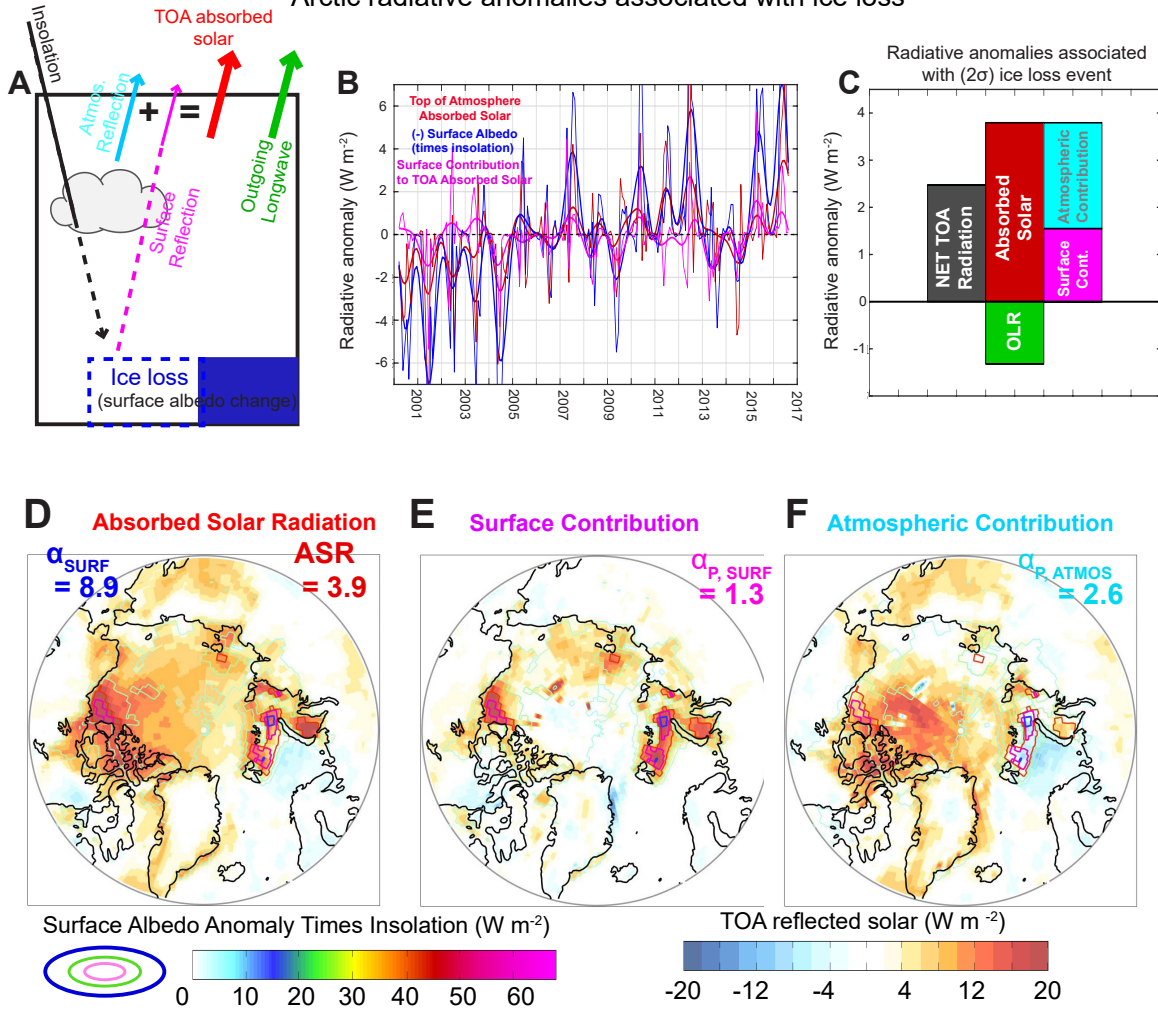 Arctic radiative anomalies associated with ice loss
A
Insolation
Atmos.
Reflection
+
=
TOA absorbed
solar
Outgoing
Longwave
Surface
Reflection
Ice loss
(surface albedo change)
B
Radiative anomaly (W m-2)
6
4
2
0
-2
-4
-6
Top of Atmosphere
Absorbed Solar
(-) Surface Albedo
(times insolation)
Surface Contribution
to TOA Absorbed Solar
2001
2003
2005
2007
2009
2011
2013
2015
2017
C
Radiative anomalies associated
with (2σ) ice loss event
Radiative anomaly (W m-2)
4
3
2
1
0
-1
NET TOA
Radiation
Absorbed
Solar
OLR
Atmospheric
Contribution
Surface
Cont.
D
Absorbed Solar Radiation
αSURF
= 8.9
ASR
= 3.9
E
Surface Contribution
αP, SURF
= 1.3
F
Atmospheric Contribution
αP, ATMOS
= 2.6
Surface Albedo Anomaly Times Insolation (W m-2)
0 10 20 30 40 50 60
TOA reflected solar (W m -2)
-20 -12 -4 4 12 20